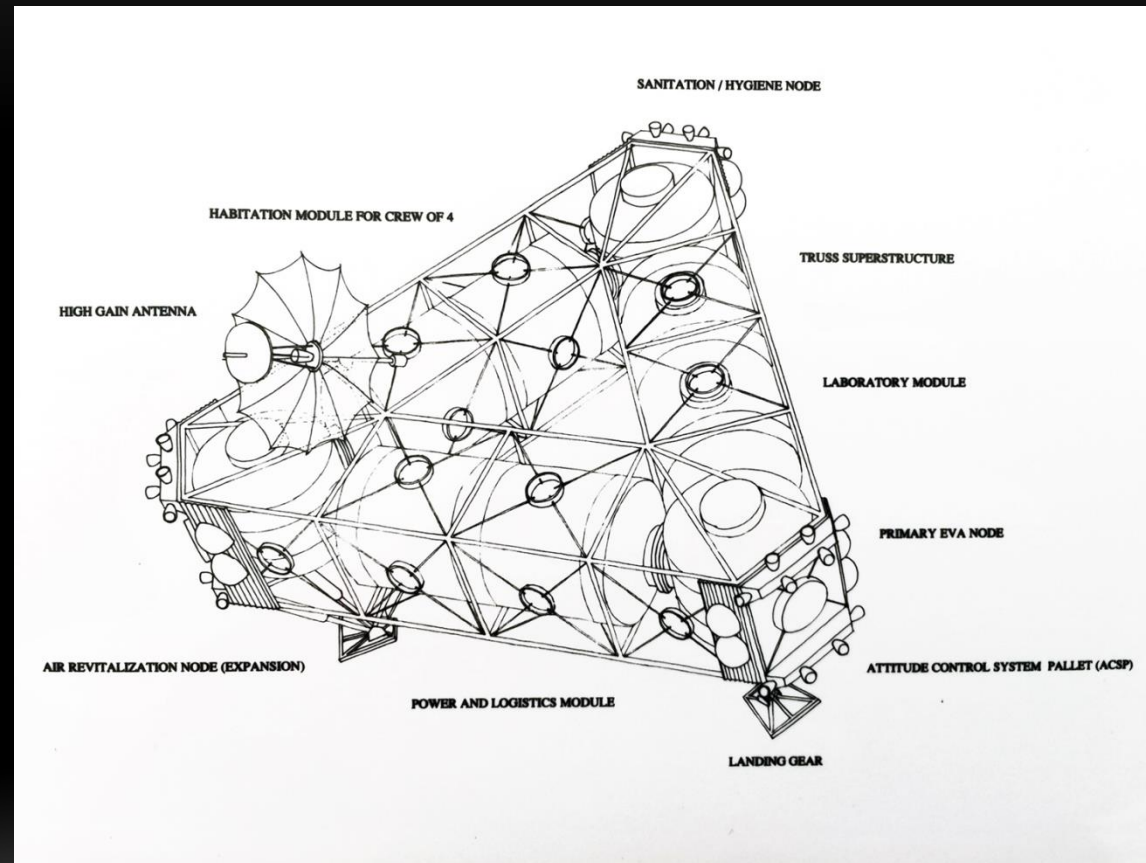 SANITATION / HYGIENE NODE
HABITATION MODULE FOR CREW OF 4
TRUSS SUPERSTRUCTURE
HIGH GAIN ANTENNA
LABORATORY MODULE
PRIMARY EVA NODE
AIR REVITALIZATION NODE (EXPANSION)
ATTITUDE CONTROL SYSTEM PALLET (ACSP)
POWER AND LOGISTICS MODULE
LANDING GEAR